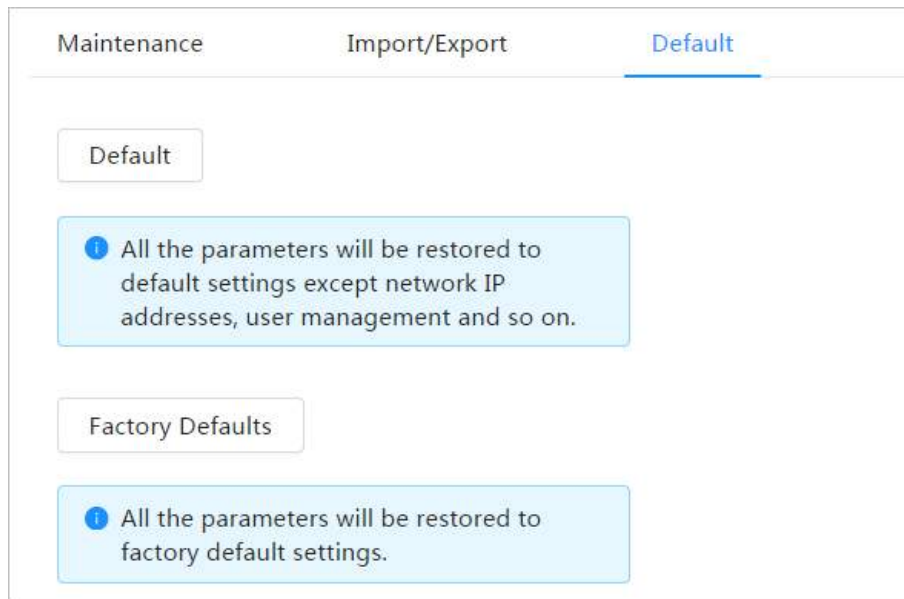 Maintenance Import/Export Default
Default
All the parameters will be restored to
default settings except network IP
addresses, user management and so on.
Factory Defaults
All the parameters will be restored to
factory default settings.